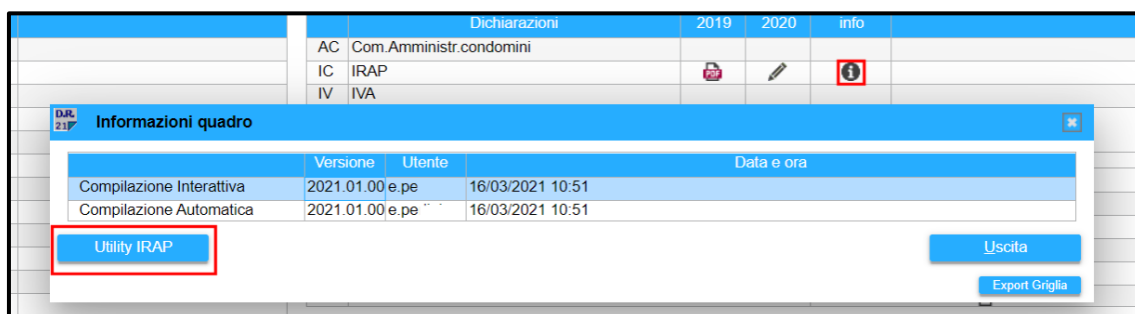 Dichiarazioni 2019 2020 info
AC Com.Amministr.condomini
IC IRAP PDF
IV IVA
D.R. 21 Informazioni quadro
Versione Utente Data e ora
Compilazione Interattiva 2021.01.00 e.pe 16/03/2021 10:51
Compilazione Automatica 2021.01.00 e.pe 16/03/2021 10:51
Utility IRAP Uscita
Export Griglia